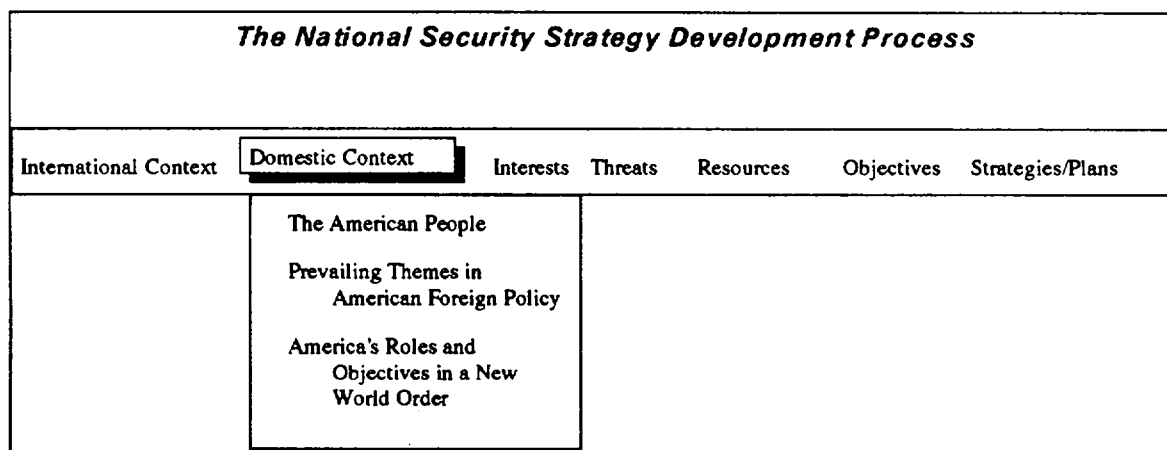 The National Security Strategy Development Process
International Context Domestic Context Interests Threats Resources Objectives Strategies/Plans
The American People
Prevailing Themes in
American Foreign Policy
America's Roles and
Objectives in a New
World Order